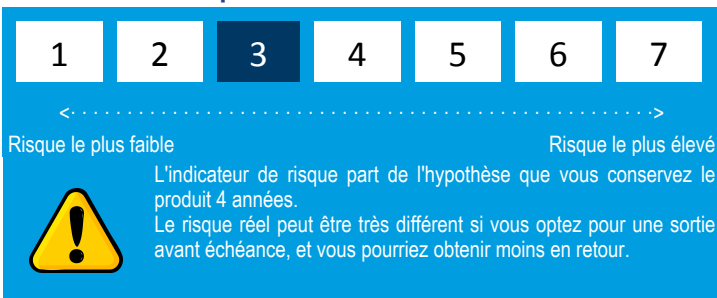 1 2 3 4 5 6 7
<· · · · · · · · · · · · · · · · · · · · · · · · · · · · · · · · · · · · · · · · · · · · · · · · · · · · ·>
Risque le plus faible Risque le plus élevé
L'indicateur de risque part de l'hypothèse que vous conservez le
produit 4 années.
Le risque réel peut être très différent si vous optez pour une sortie
avant échéance, et vous pourriez obtenir moins en retour.